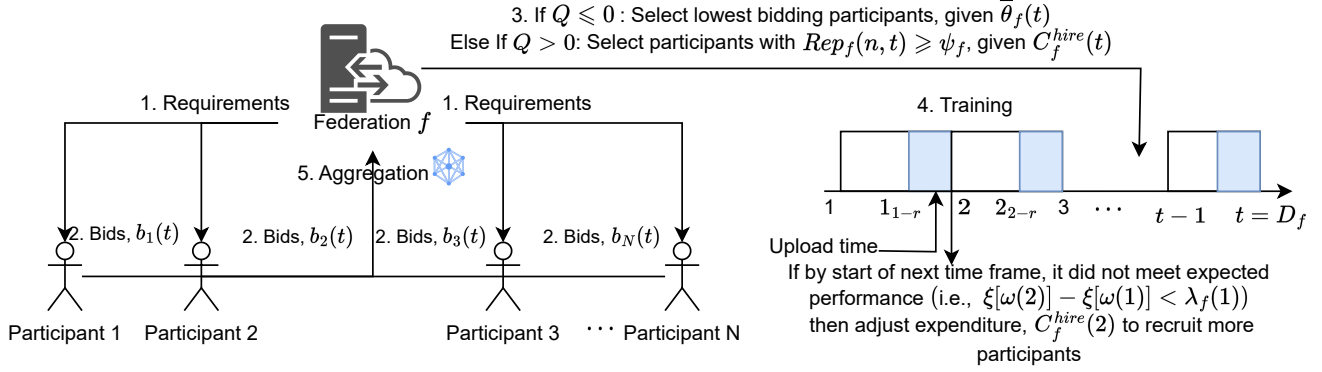 3. If Q ⩽ 0 : Select lowest bidding participants, given θ̅_f(t)
Else If Q > 0: Select participants with Rep_f(n, t) ⩾ ψ_f, given C_f^{hire}(t)
1. Requirements
1. Requirements
Federation f
5. Aggregation
2. Bids, b_1(t)
2. Bids, b_2(t)
2. Bids, b_3(t)
2. Bids, b_N(t)
Participant 1
Participant 2
Participant 3
⋯
Participant N
4. Training
1
1_{1-r}
2
2_{2-r}
3
⋯
t − 1
t = D_f
Upload time
If by start of next time frame, it did not meet expected
performance (i.e., ξ[ω(2)] − ξ[ω(1)] < λ_f(1))
then adjust expenditure, C_f^{hire}(2) to recruit more
participants